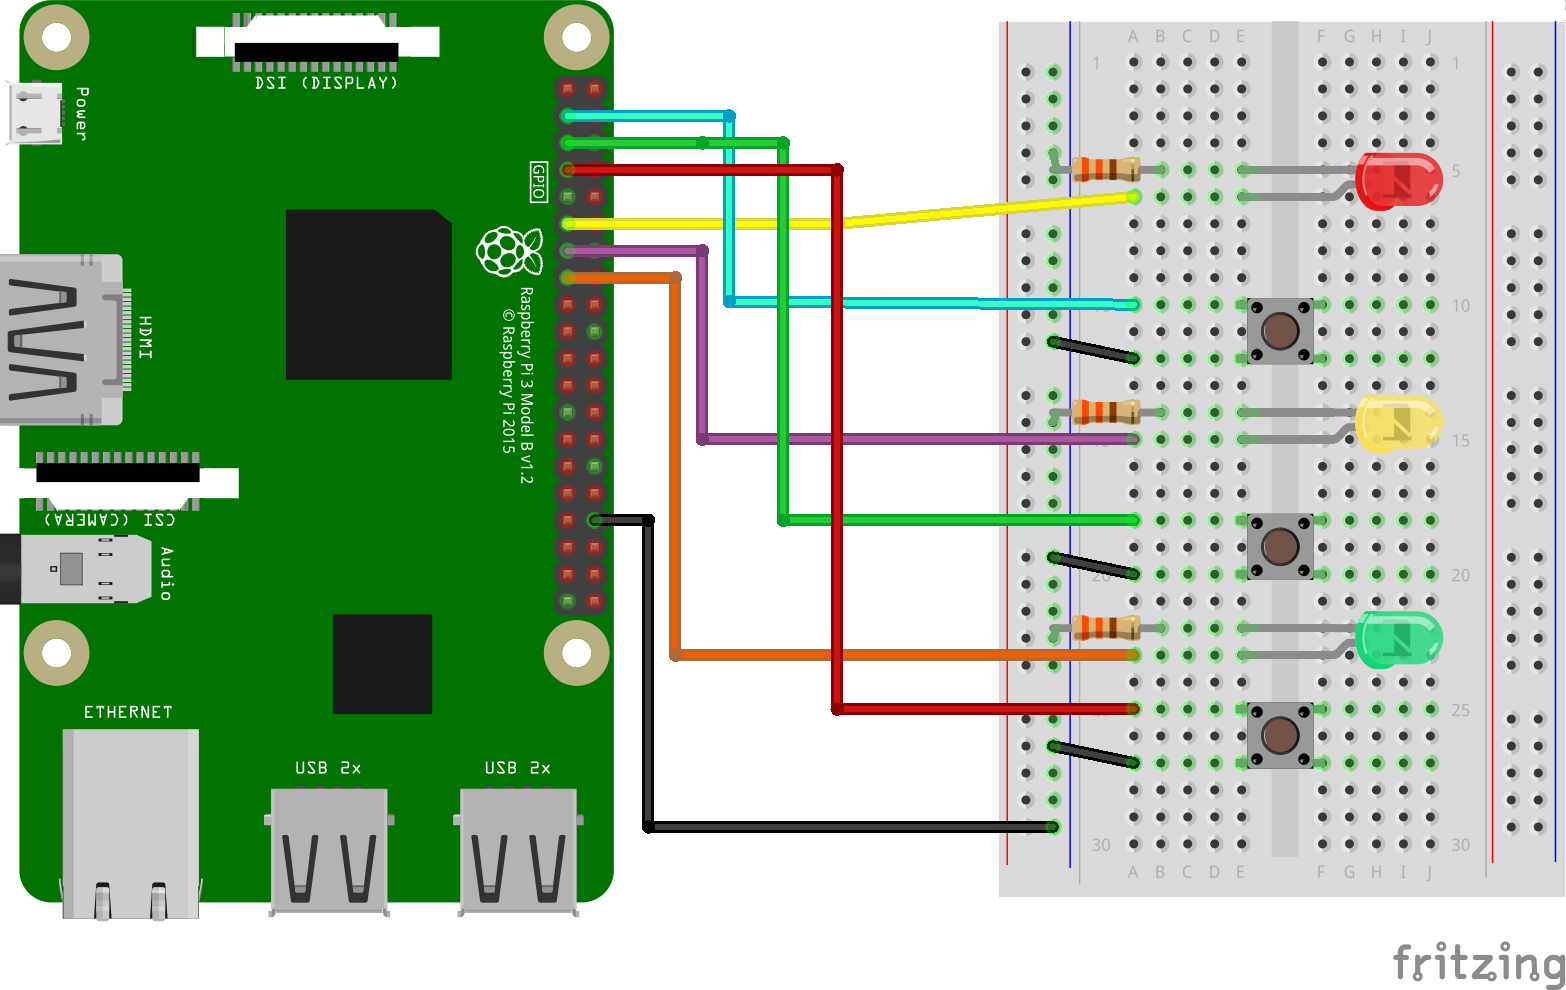 DSI (DISPLAY)
Power
GPIO
HDMI
Raspberry Pi 3 Model B v1.2
© Raspberry Pi 2015
CSI (CAMERA)
Audio
ETHERNET
USB 2x
USB 2x
A B C D E F G H I J
1 1
5
10
15
20 20
25
30 30
A B C D E F G H I J
fritzing